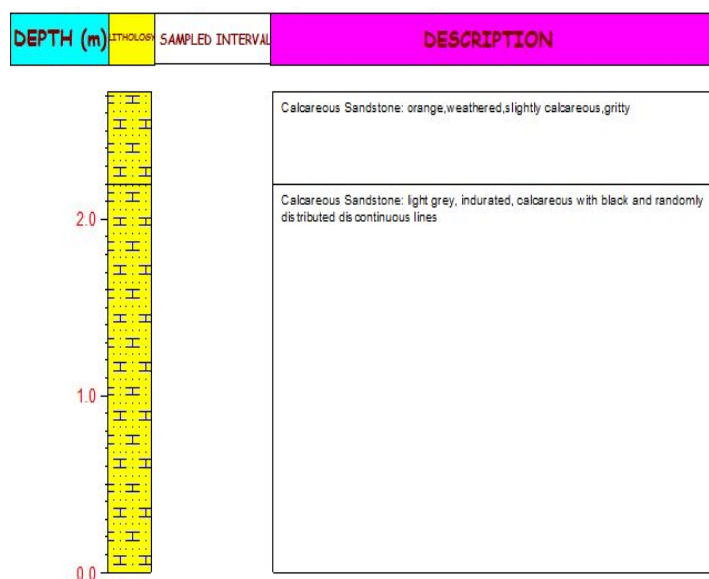 DEPTH (m) LITHOLOGY SAMPLED INTERVAL DESCRIPTION
Calcareous Sandstone: orange,weathered,slightly calcareous,gritty
Calcareous Sandstone: light grey, indurated, calcareous with black and randomly
distributed discontinuous lines
2.0
1.0
0.0